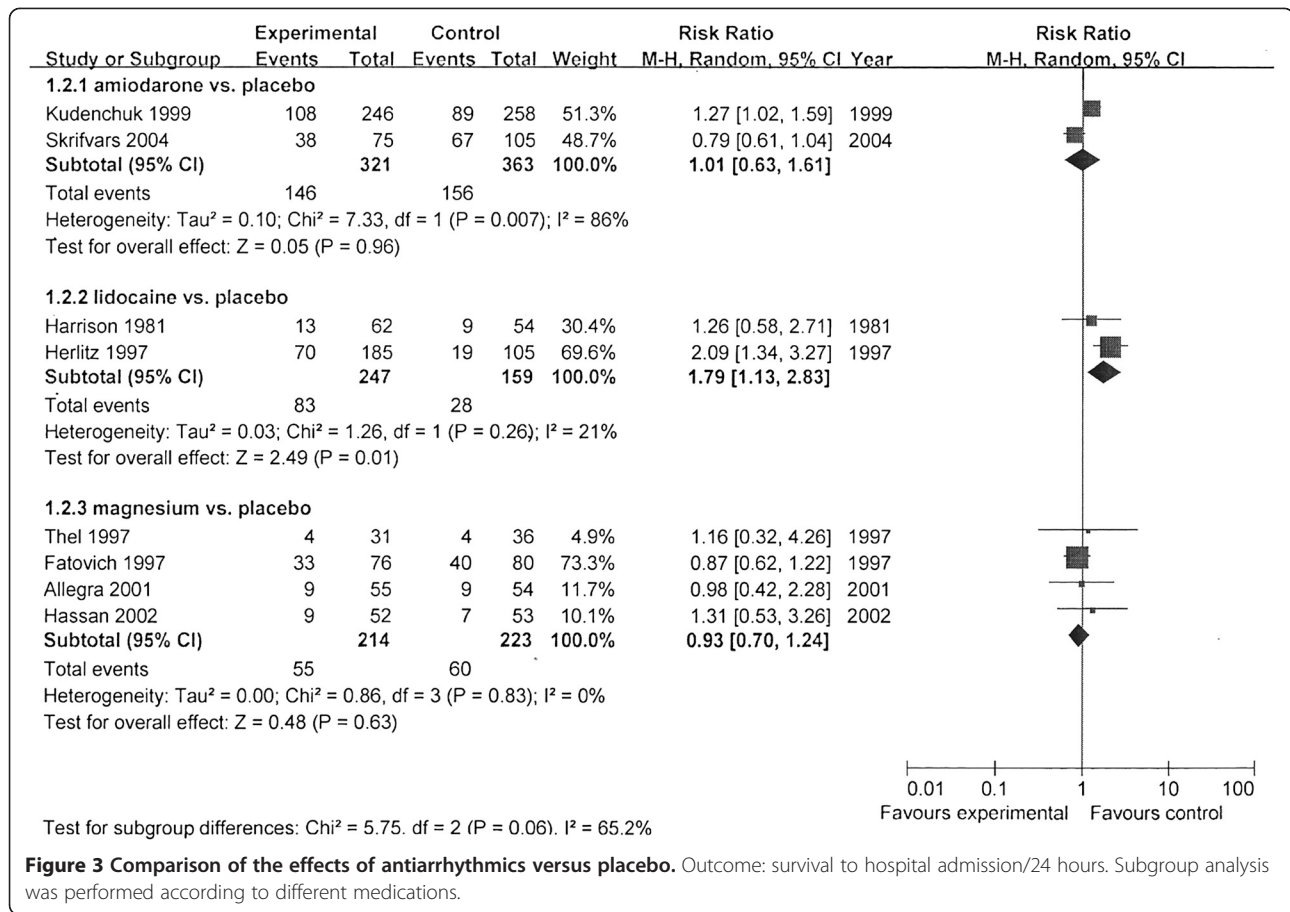 Experimental Control Risk Ratio Risk Ratio
Study or Subgroup Events Total Events Total Weight M-H, Random, 95% CI Year M-H, Random, 95% CI
1.2.1 amiodarone vs. placebo
Kudenchuk 1999 108 246 89 258 51.3% 1.27 [1.02, 1.59] 1999
Skrifvars 2004 38 75 67 105 48.7% 0.79 [0.61, 1.04] 2004
Subtotal (95% CI) 321 363 100.0% 1.01 [0.63, 1.61]
Total events 146 156
Heterogeneity: Tau² = 0.10; Chi² = 7.33, df = 1 (P = 0.007); I² = 86%
Test for overall effect: Z = 0.05 (P = 0.96)
1.2.2 lidocaine vs. placebo
Harrison 1981 13 62 9 54 30.4% 1.26 [0.58, 2.71] 1981
Herlitz 1997 70 185 19 105 69.6% 2.09 [1.34, 3.27] 1997
Subtotal (95% CI) 247 159 100.0% 1.79 [1.13, 2.83]
Total events 83 28
Heterogeneity: Tau² = 0.03; Chi² = 1.26, df = 1 (P = 0.26); I² = 21%
Test for overall effect: Z = 2.49 (P = 0.01)
1.2.3 magnesium vs. placebo
Thel 1997 4 31 4 36 4.9% 1.16 [0.32, 4.26] 1997
Fatovich 1997 33 76 40 80 73.3% 0.87 [0.62, 1.22] 1997
Allegra 2001 9 55 9 54 11.7% 0.98 [0.42, 2.28] 2001
Hassan 2002 9 52 7 53 10.1% 1.31 [0.53, 3.26] 2002
Subtotal (95% CI) 214 223 100.0% 0.93 [0.70, 1.24]
Total events 55 60
Heterogeneity: Tau² = 0.00; Chi² = 0.86, df = 3 (P = 0.83); I² = 0%
Test for overall effect: Z = 0.48 (P = 0.63)
0.01 0.1 1 10 100
Favours experimental Favours control
Test for subgroup differences: Chi² = 5.75. df = 2 (P = 0.06). I² = 65.2%
Figure 3 Comparison of the effects of antiarrhythmics versus placebo. Outcome: survival to hospital admission/24 hours. Subgroup analysis
was performed according to different medications.